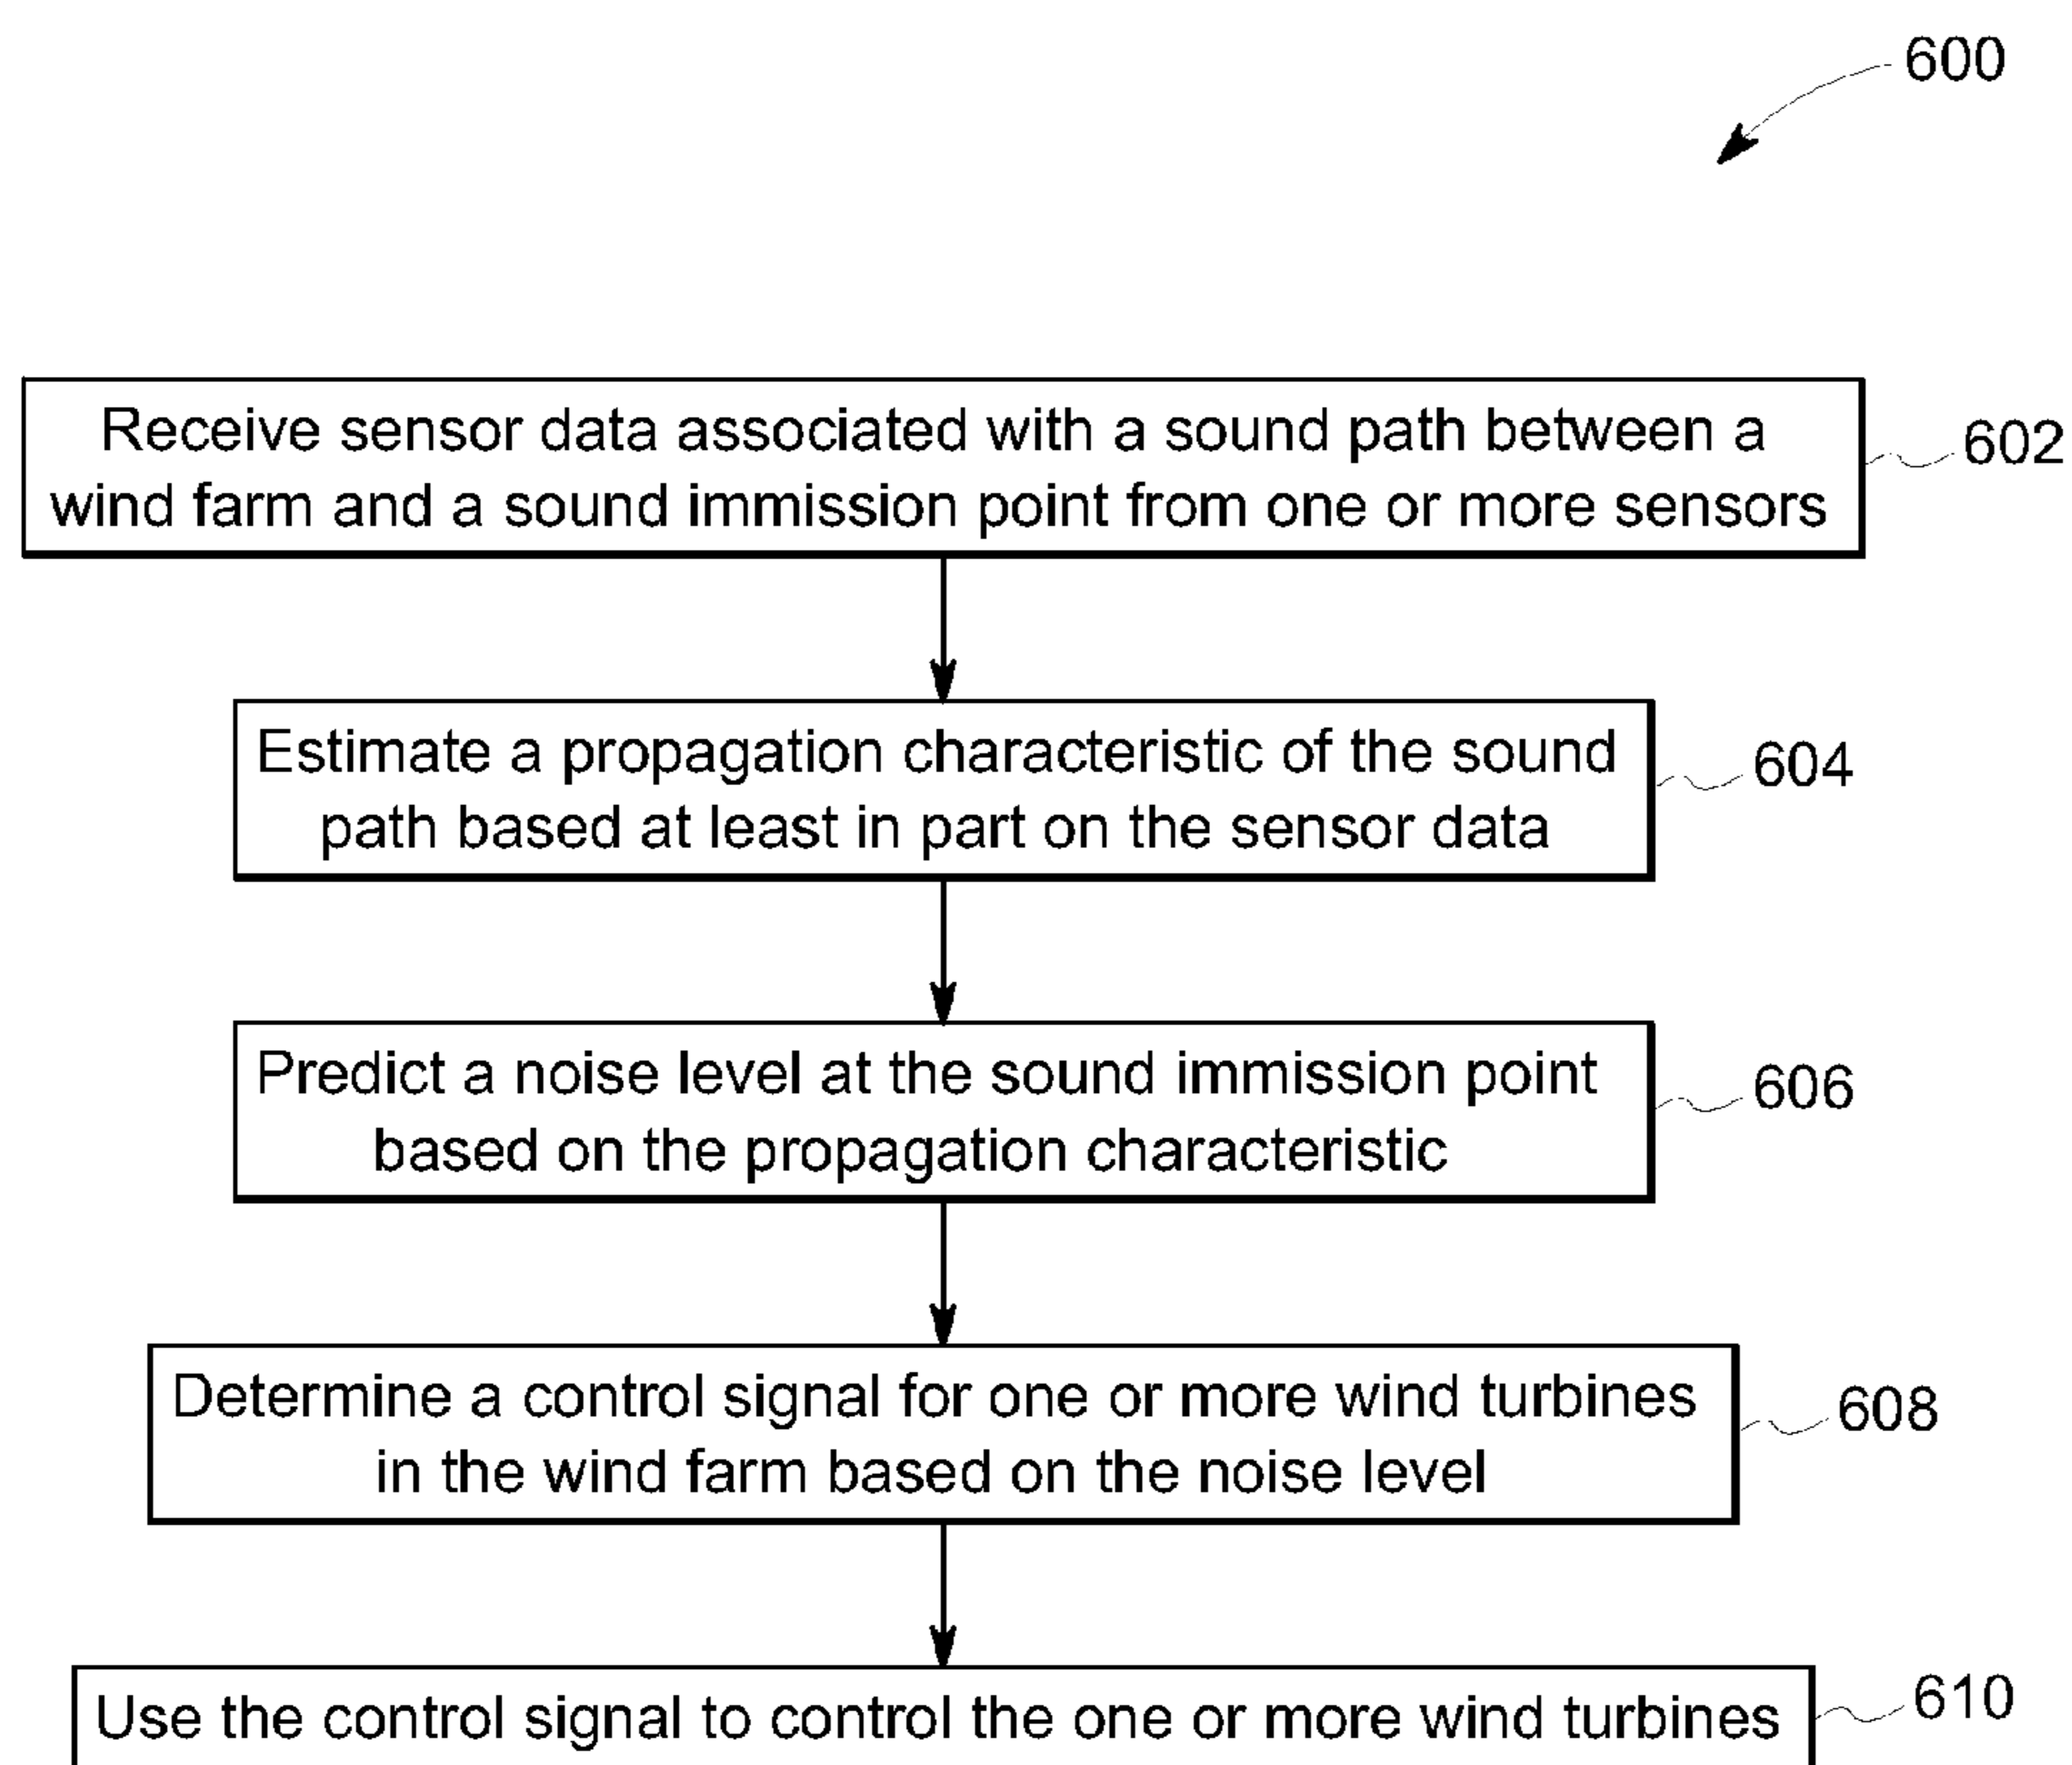 600
Receive sensor data associated with a sound path between a
wind farm and a sound immission point from one or more sensors
602
Estimate a propagation characteristic of the sound
path based at least in part on the sensor data
604
Predict a noise level at the sound immission point
based on the propagation characteristic
606
Determine a control signal for one or more wind turbines
in the wind farm based on the noise level
608
Use the control signal to control the one or more wind turbines
610